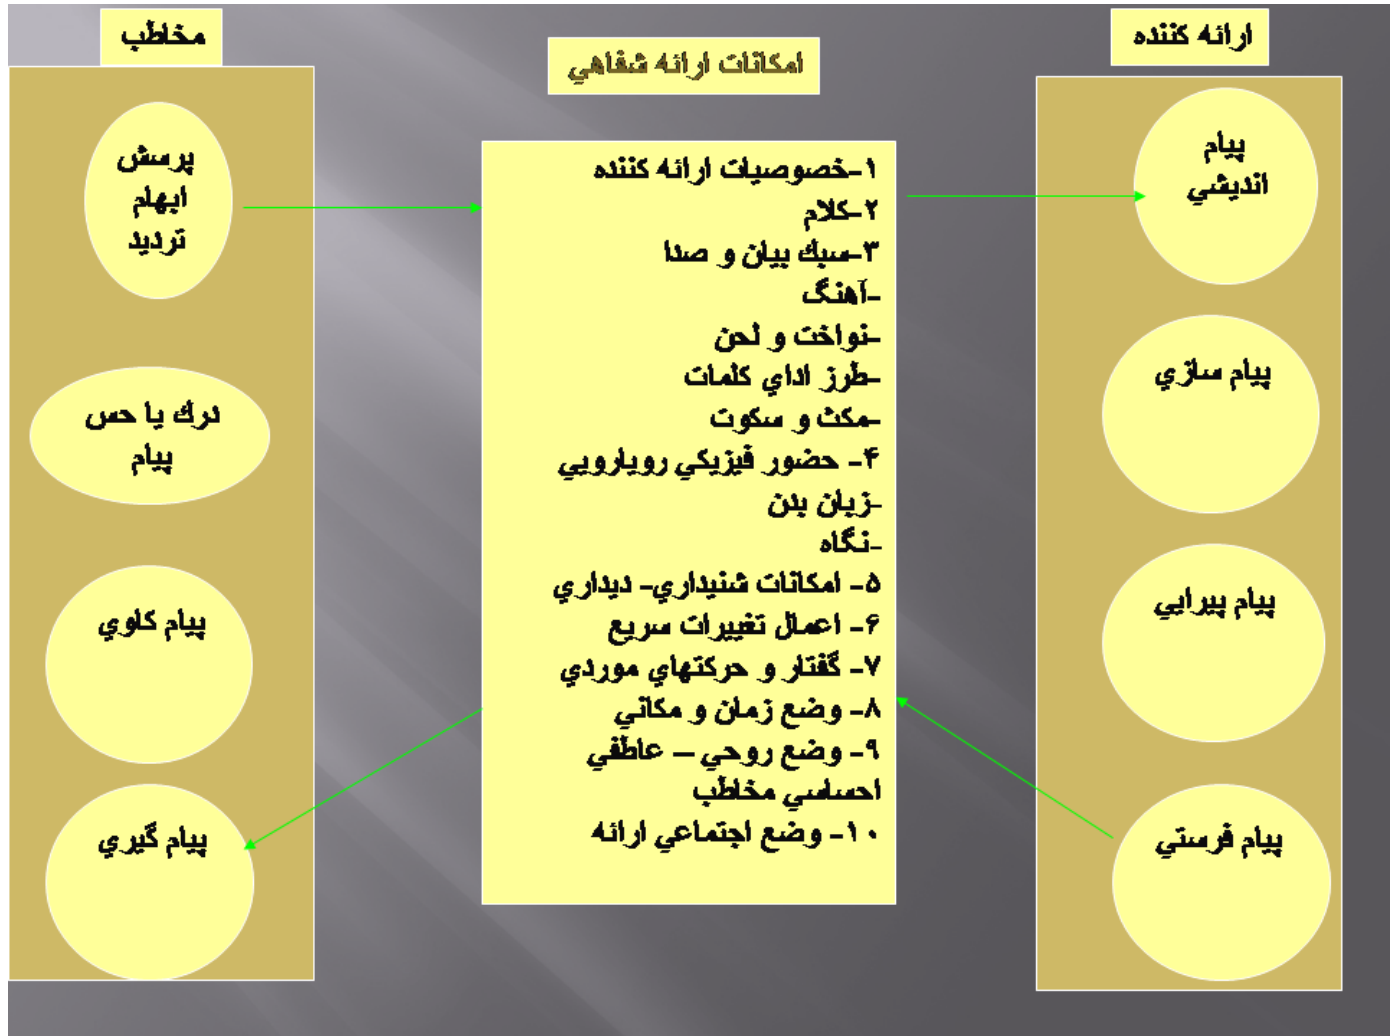 ارائه كننده
پيام
انديشي
پيام سازي
پيام پيرايي
پيام فرستي
امكانات ارائه شفاهي
۱-خصوصيات ارائه كننده
۲-كلام
۳-سبك بيان و صدا
-آهنگ
-نواخت و لحن
-طرز اداي كلمات
-مكث و سكوت
۴- حضور فيزيكي رويارويي
-زبان بدن
-نگاه
۵- امكانات شنيداري- ديداري
۶- اعمال تغييرات سريع
۷- گفتار و حركتهاي موردي
۸- وضع زمان و مكاني
۹- وضع روحي – عاطفي
احساسي مخاطب
۱۰- وضع اجتماعي ارائه
مخاطب
پرسش
ابهام
ترديد
درك يا حس
پيام
پيام كاوي
پيام گيري